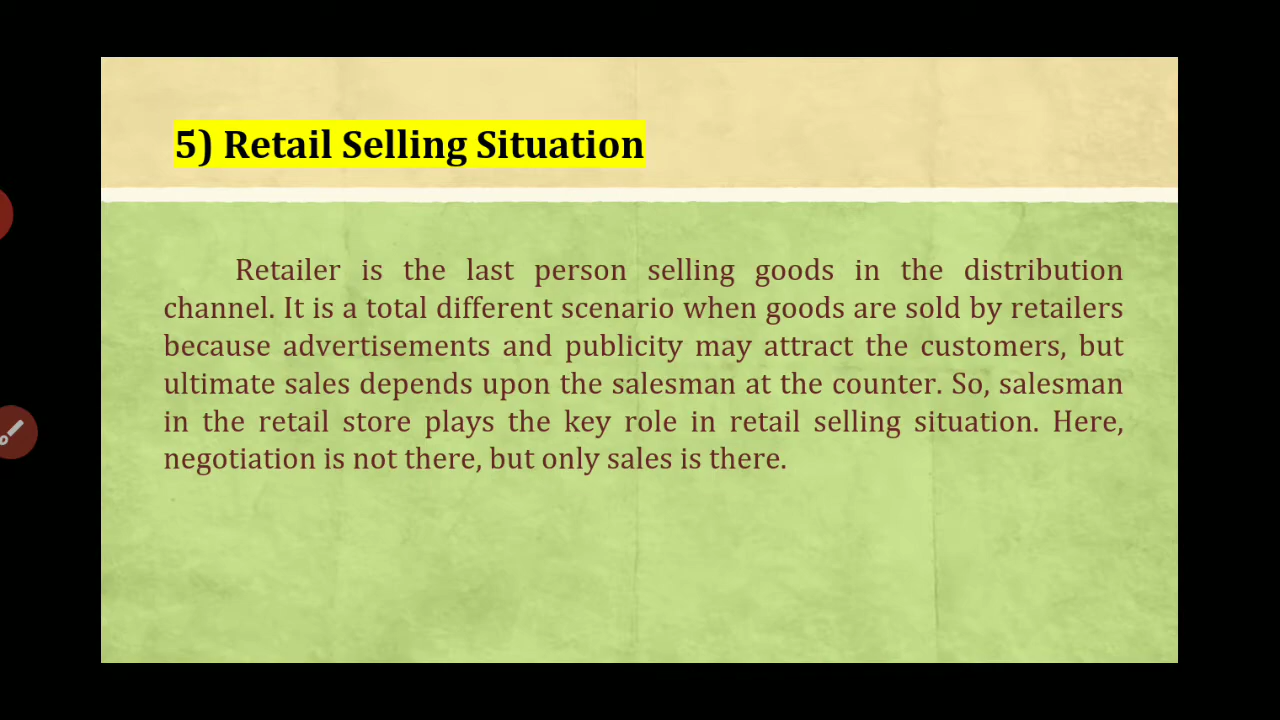 5) Retail Selling Situation
Retailer is the last person selling goods in the distribution
channel. It is a total different scenario when goods are sold by retailers
because advertisements and publicity may attract the customers, but
ultimate sales depends upon the salesman at the counter. So, salesman
in the retail store plays the key role in retail selling situation. Here,
negotiation is not there, but only sales is there.